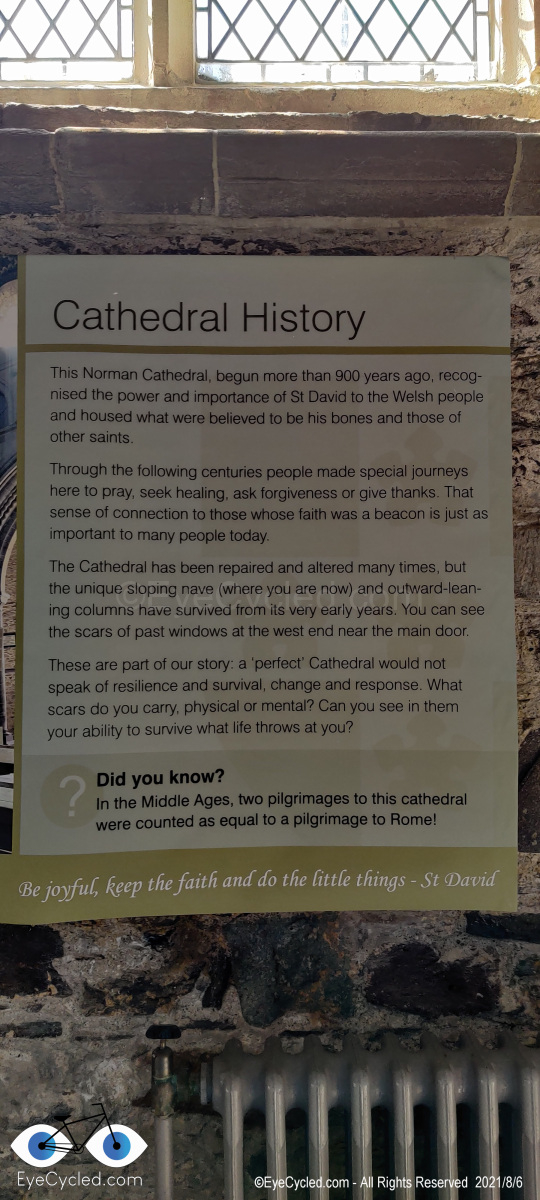 Cathedral History
This Norman Cathedral, begun more than 900 years ago, recog-
nised the power and importance of St David to the Welsh people
and housed what were believed to be his bones and those of
other saints.
Through the following centuries people made special journeys
here to pray, seek healing, ask forgiveness or give thanks. That
sense of connection to those whose faith was a beacon is just as
important to many people today.
The Cathedral has been repaired and altered many times, but
the unique sloping nave (where you are now) and outward-lean-
ing columns have survived from its very early years. You can see
the scars of past windows at the west end near the main door.
These are part of our story: a 'perfect' Cathedral would not
speak of resilience and survival, change and response. What
scars do you carry, physical or mental? Can you see in them
your ability to survive what life throws at you?
?
Did you know?
In the Middle Ages, two pilgrimages to this cathedral
were counted as equal to a pilgrimage to Rome!
Be joyful, keep the faith and do the little things - St David
©EyeCycled.com
EyeCycled.com
©EyeCycled.com - All Rights Reserved 2021/8/6